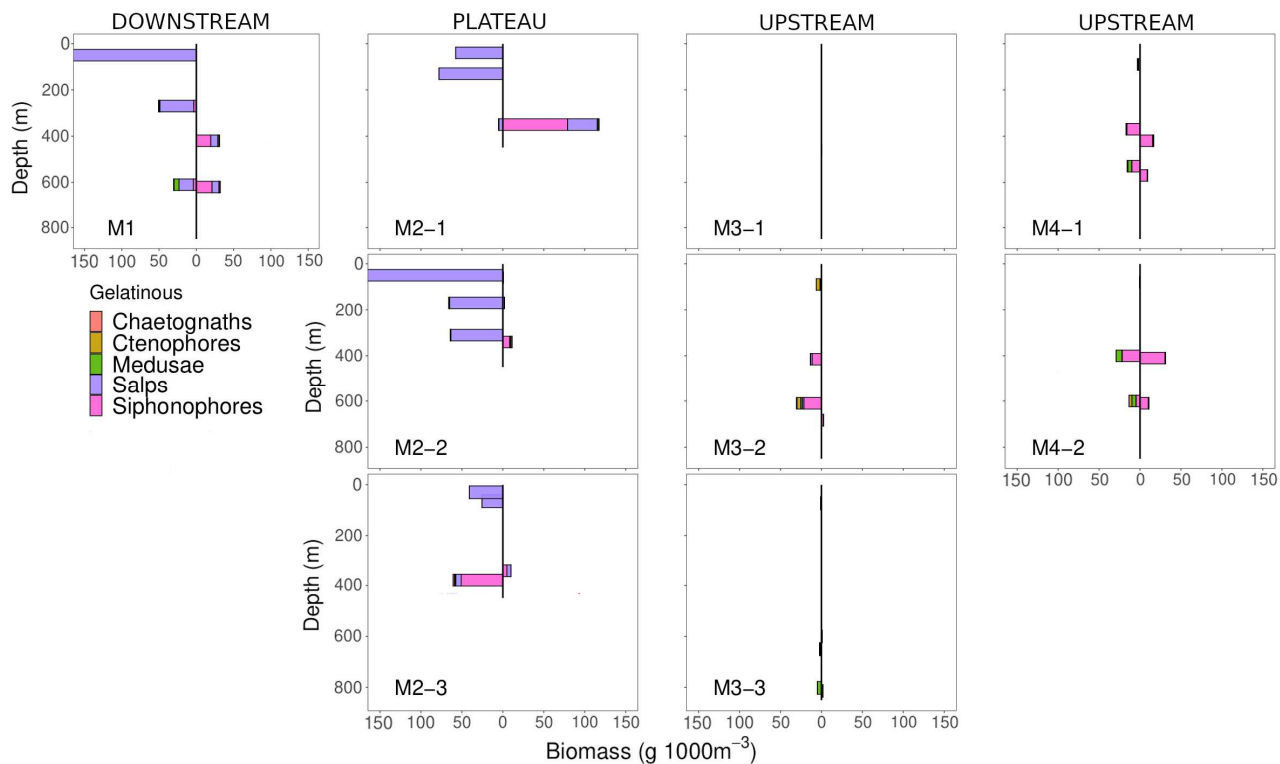 DOWNSTREAM PLATEAU UPSTREAM UPSTREAM
Depth (m)
0
200
400
600
800
M1
M2−1
M3−1
M4−1
150 100 50 0 50 100 150
Gelatinous
Chaetognaths
Ctenophores
Medusae
Salps
Siphonophores
Depth (m)
0
200
400
600
800
M2−2
M3−2
M4−2
150 100 50 0 50 100 150
Depth (m)
0
200
400
600
800
M2−3
M3−3
150 100 50 0 50 100 150
150 100 50 0 50 100 150
Biomass (g 1000m⁻³)